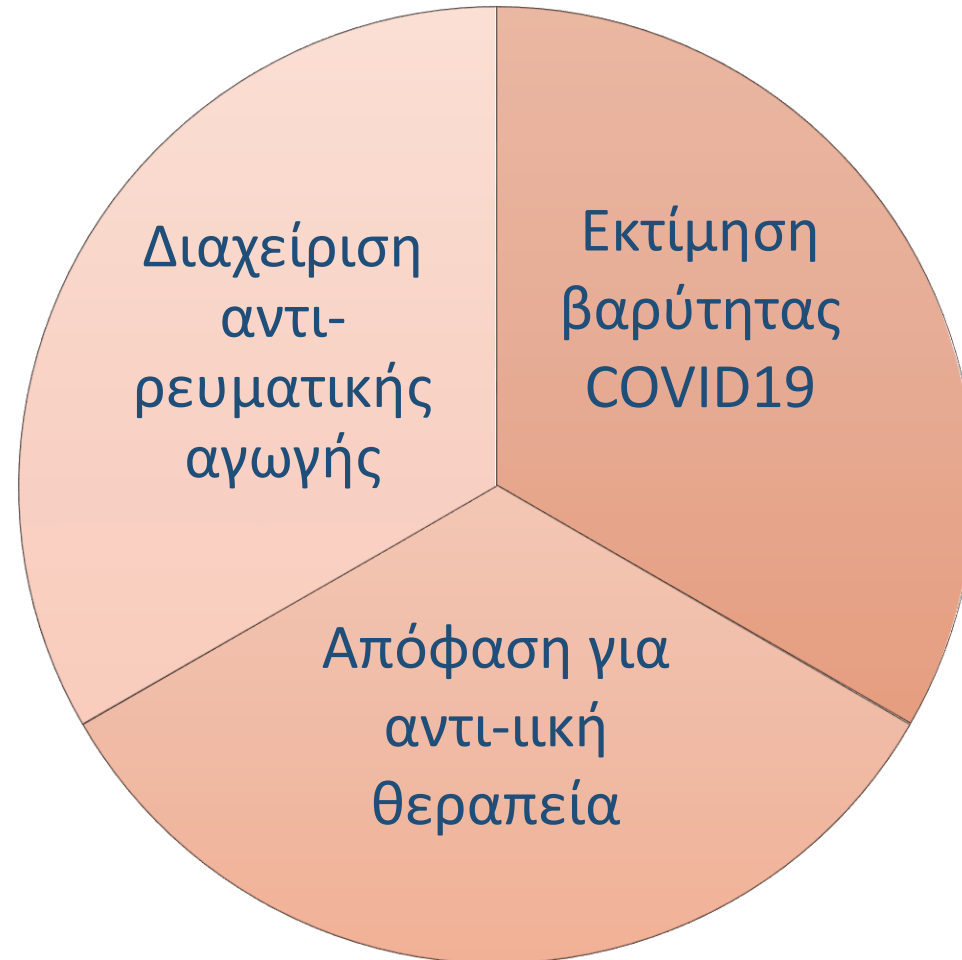 Εκτίμηση
βαρύτητας
COVID19
Απόφαση για
αντι-ιική
θεραπεία
Διαχείριση
αντι-
ρευματικής
αγωγής